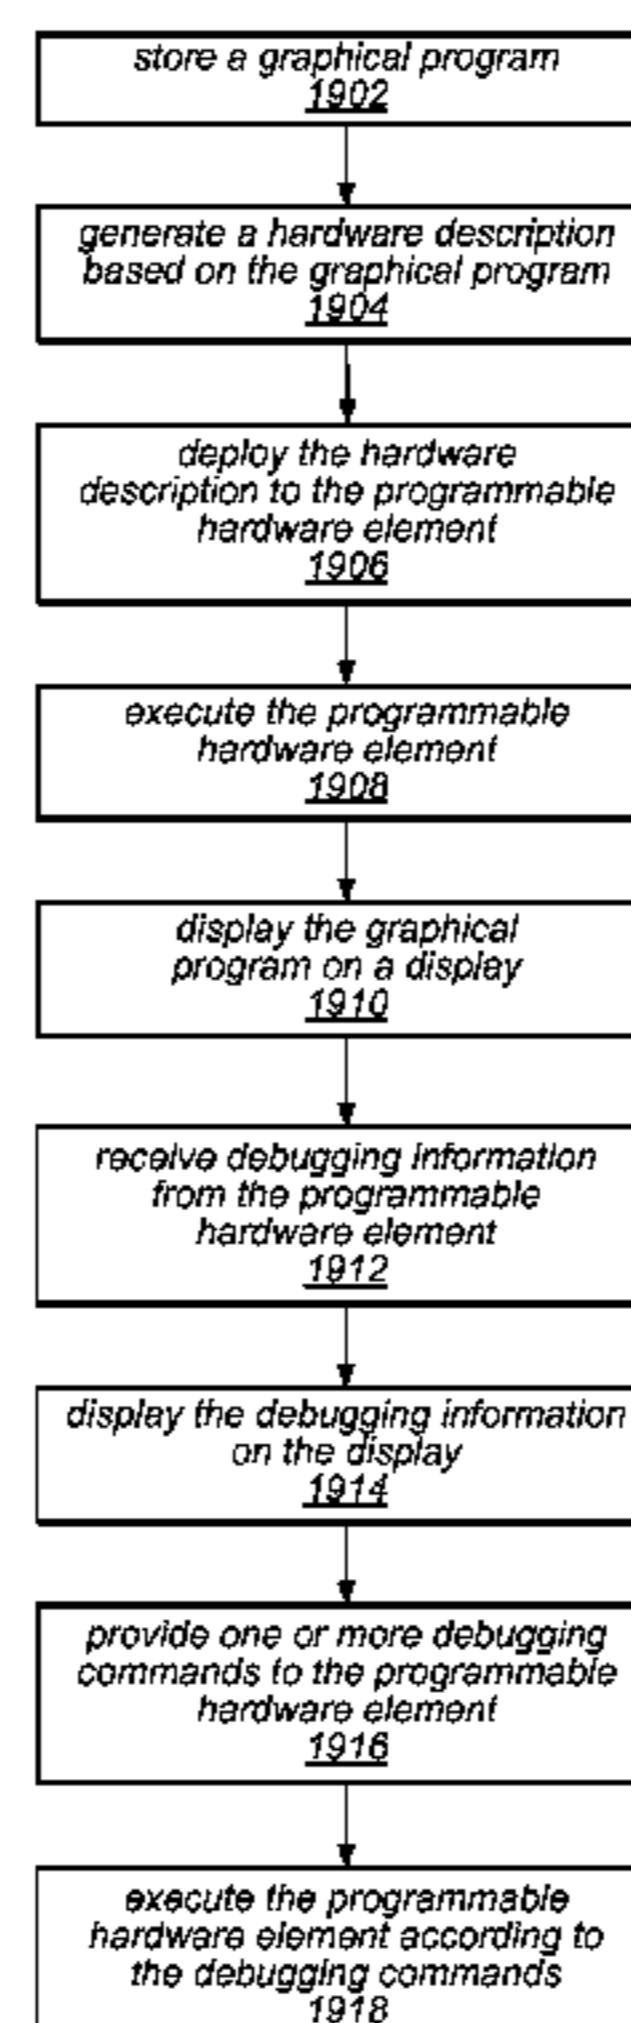 store a graphical program
1902
generate a hardware description
based on the graphical program
1904
deploy the hardware
description to the programmable
hardware element
1906
execute the programmable
hardware element
1908
display the graphical
program on a display
1910
receive debugging information
from the programmable
hardware element
1912
display the debugging information
on the display
1914
provide one or more debugging
commands to the programmable
hardware element
1916
execute the programmable
hardware element according to
the debugging commands
1918